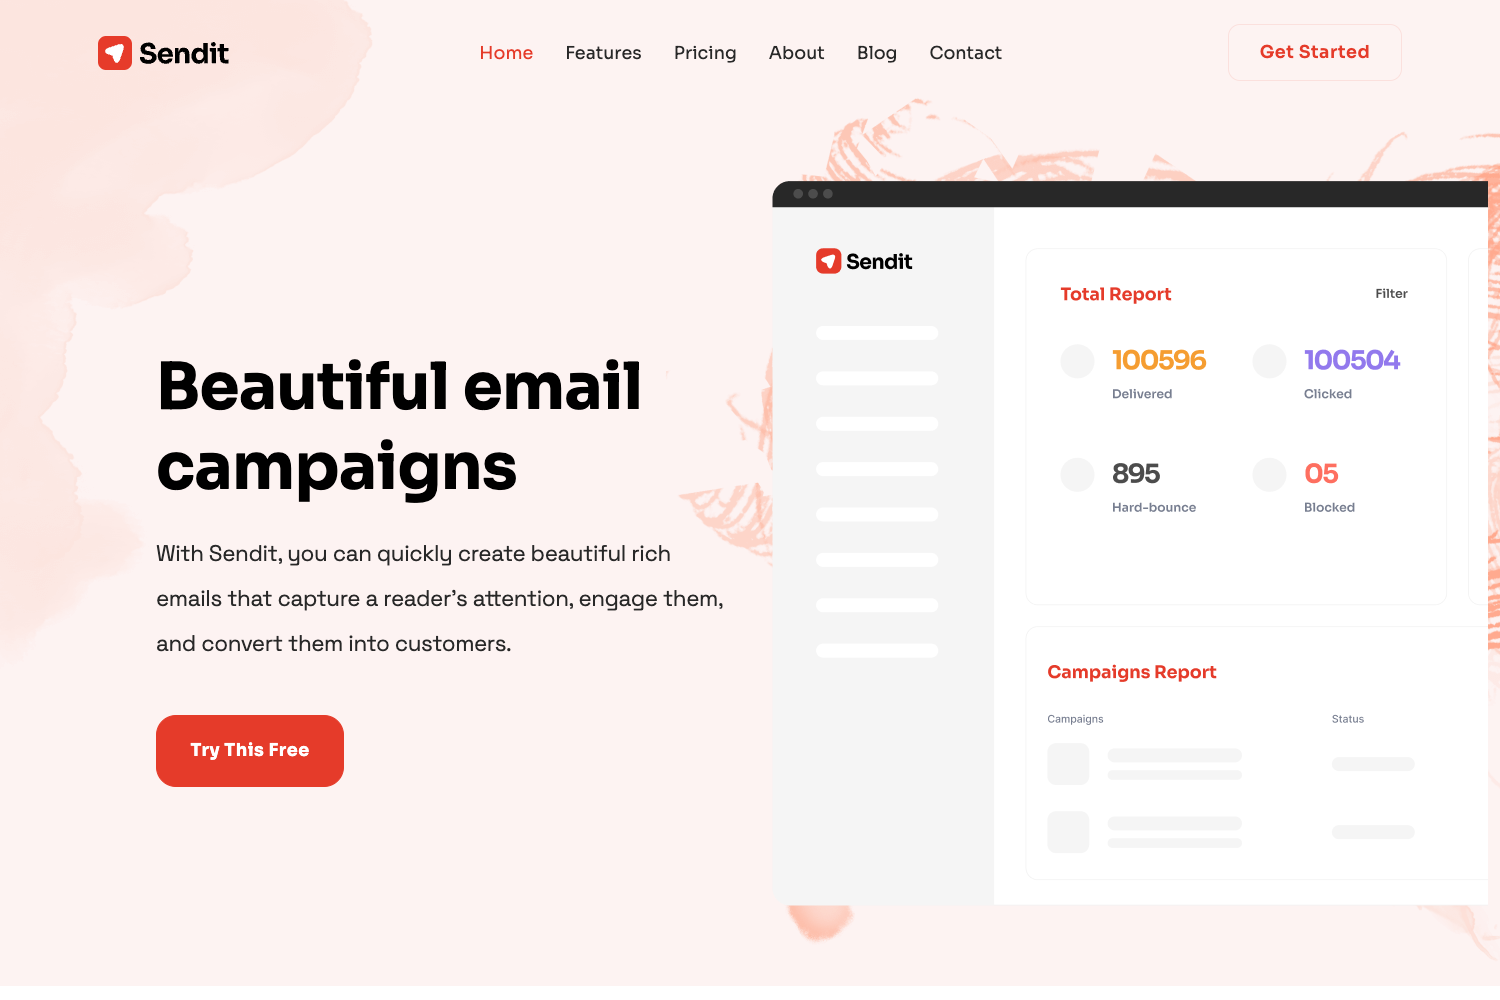 Sendit
Home Features Pricing About Blog Contact
Get Started
Beautiful email
campaigns
With Sendit, you can quickly create beautiful rich
emails that capture a reader’s attention, engage them,
and convert them into customers.
Try This Free
Sendit
Total Report
Filter
100596
Delivered
100504
Clicked
895
Hard-bounce
05
Blocked
Campaigns Report
Campaigns
Status